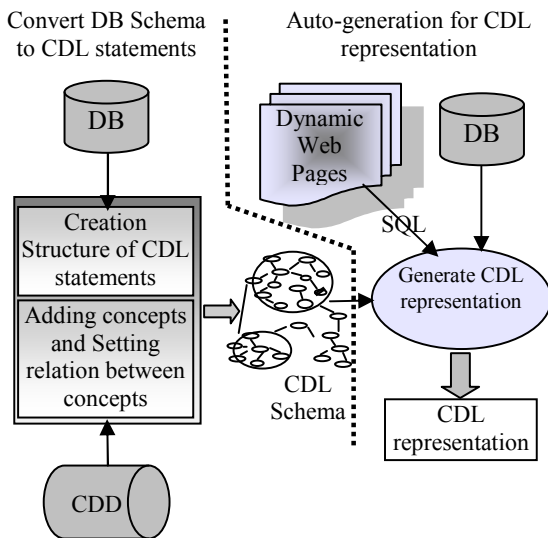 Convert DB Schema
to CDL statements
DB
Creation
Structure of CDL
statements
Adding concepts
and Setting
relation between
concepts
CDD
CDL
Schema
Auto-generation for CDL
representation
Dynamic
Web
Pages
DB
SQL
Generate CDL
representation
CDL
representation